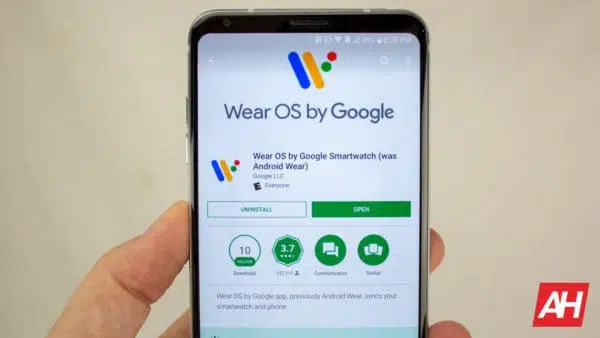 Wear OS by Google
Wear OS by Google Smartwatch (was
Android Wear)
Google LLC
Everyone
UNINSTALL
OPEN
10
MILLION
Downloads
3.7
Communication
Similar
Wear OS by Google app, previously Android Wear, syncs your
smartwatch and phone
AH